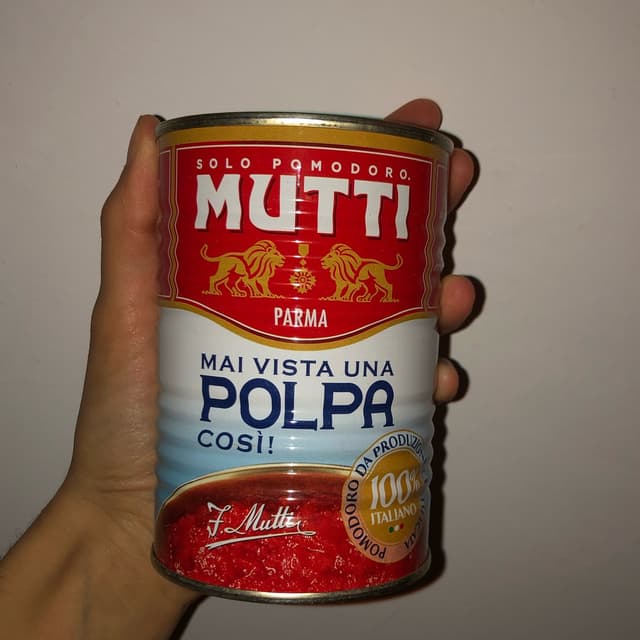 SOLO POMODORO.
MUTTI
PARMA
MAI VISTA UNA
POLPA
COSÌ!
F. Mutti
POMODORO DA PRODUZIONE
100%
ITALIANO